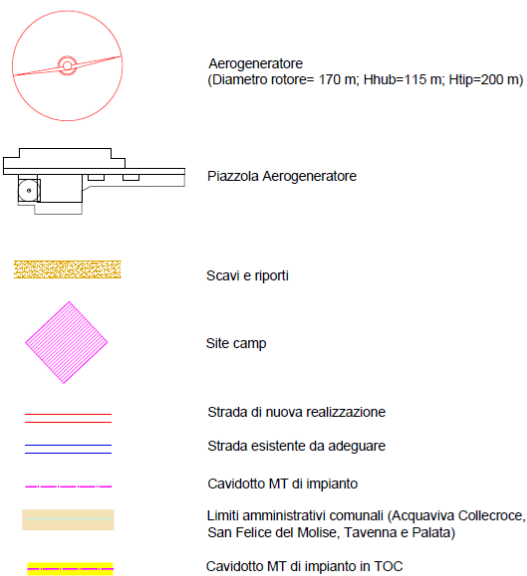 Aerogeneratore
(Diametro rotore= 170 m; Hhub=115 m; Htip=200 m)
Piazzola Aerogeneratore
Scavi e riporti
Site camp
Strada di nuova realizzazione
Strada esistente da adeguare
Cavidotto MT di impianto
Limiti amministrativi comunali (Acquaviva Collecroce,
San Felice del Molise, Tavenna e Palata)
Cavidotto MT di impianto in TOC